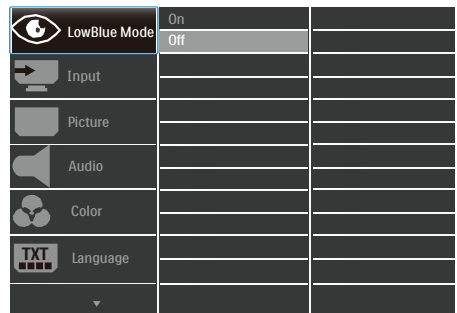 LowBlue Mode
On
Off
Input
Picture
Audio
Color
TXT
Language